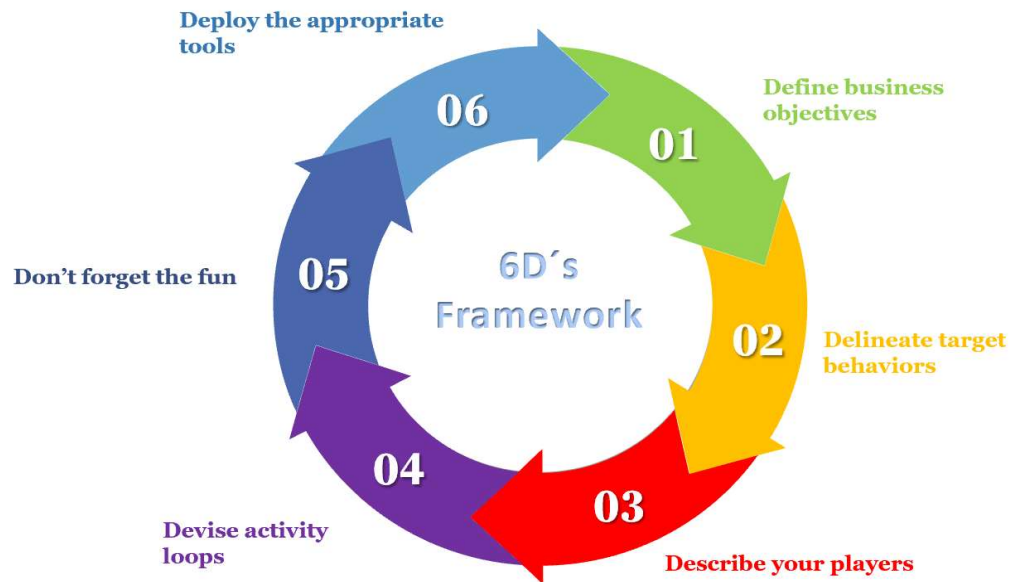 Deploy the appropriate
tools
06
01
Define business
objectives
6D´s
Framework
05
Don’t forget the fun
02
Delineate target
behaviors
04
Devise activity
loops
03
Describe your players